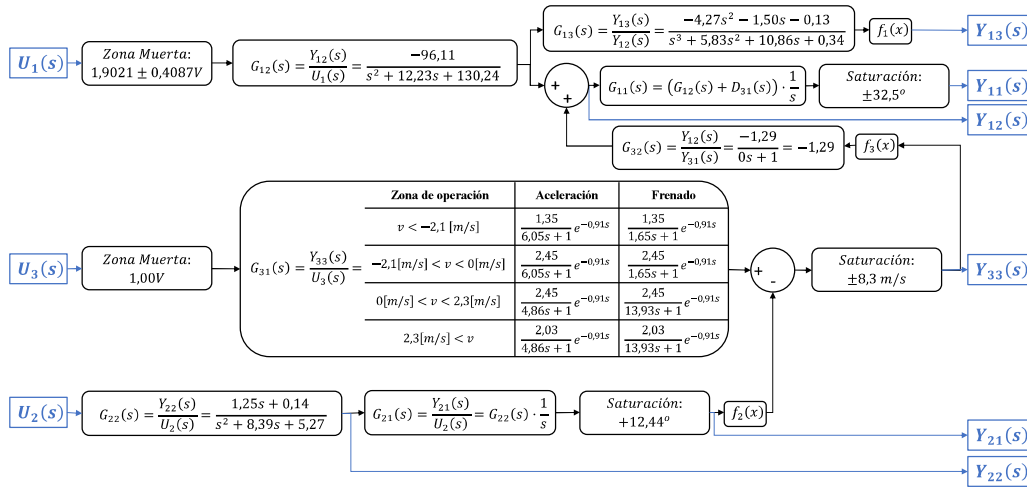 U₁(s)
Zona Muerta:
1,9021 ± 0,4087V
G₁₂(s) = Y₁₂(s)/U₁(s) = −96,11/(s² + 12,23s + 130,24)
G₁₃(s) = Y₁₃(s)/Y₁₂(s) = (−4,27s² − 1,50s − 0,13)/(s³ + 5,83s² + 10,86s + 0,34)
f₁(x)
Y₁₃(s)
+
+
G₁₁(s) = (G₁₂(s) + D₃₁(s)) · 1/s
Saturación:
±32,5º
Y₁₁(s)
Y₁₂(s)
G₃₂(s) = Y₁₂(s)/Y₃₁(s) = −1,29/(0s + 1) = −1,29
f₃(x)
U₃(s)
Zona Muerta:
1,00V
G₃₁(s) = Y₃₃(s)/U₃(s) =
Zona de operación Aceleración Frenado
v < −2,1 [m/s] 1,35/(6,05s + 1) e^(−0,91s) 1,35/(1,65s + 1) e^(−0,91s)
−2,1[m/s] < v < 0[m/s] 2,45/(6,05s + 1) e^(−0,91s) 2,45/(1,65s + 1) e^(−0,91s)
0[m/s] < v < 2,3[m/s] 2,45/(4,86s + 1) e^(−0,91s) 2,45/(13,93s + 1) e^(−0,91s)
2,3[m/s] < v 2,03/(4,86s + 1) e^(−0,91s) 2,03/(13,93s + 1) e^(−0,91s)
+
-
Saturación:
±8,3 m/s
Y₃₃(s)
U₂(s)
G₂₂(s) = Y₂₂(s)/U₂(s) = (1,25s + 0,14)/(s² + 8,39s + 5,27)
G₂₁(s) = Y₂₁(s)/U₂(s) = G₂₂(s) · 1/s
Saturación:
+12,44º
f₂(x)
Y₂₁(s)
Y₂₂(s)